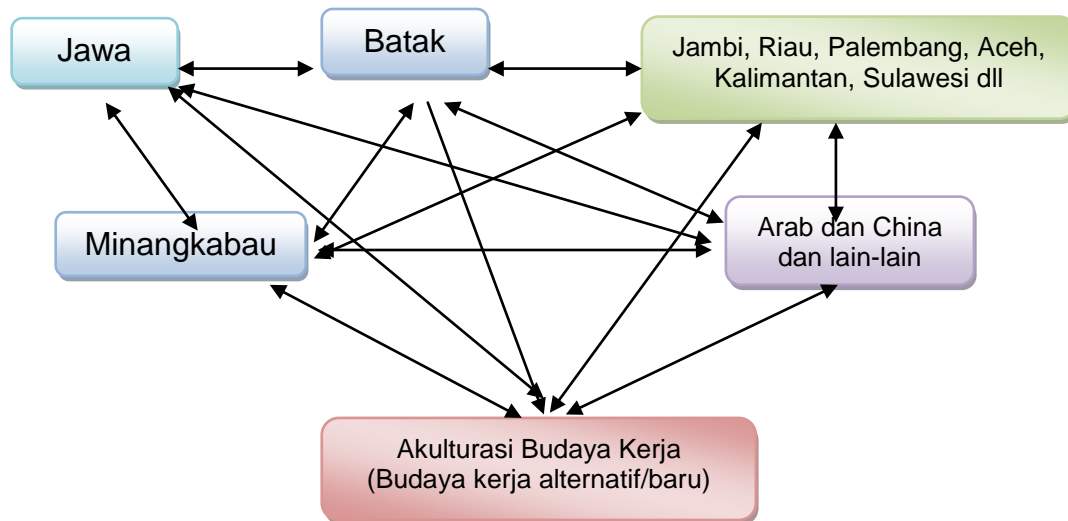 Jawa
Batak
Jambi, Riau, Palembang, Aceh,
Kalimantan, Sulawesi dll
Minangkabau
Arab dan China
dan lain-lain
Akulturasi Budaya Kerja
(Budaya kerja alternatif/baru)